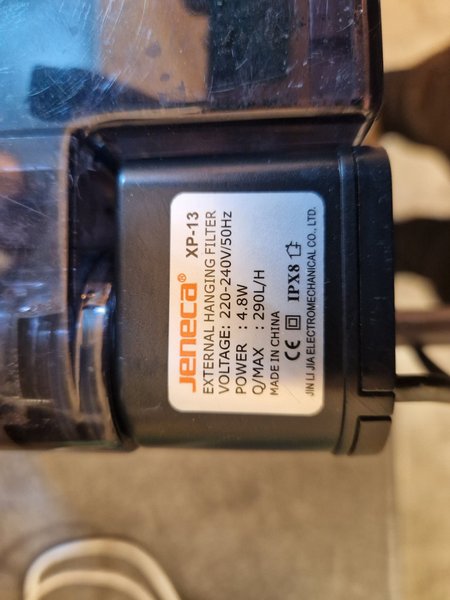 Jeneca® XP-13
EXTERNAL HANGING FILTER
VOLTAGE: 220-240V/50Hz
POWER : 4.8W
Q/MAX : 290L/H
MADE IN CHINA
CE IPX8
JIN LI JIA ELECTROMECHANICAL CO., LTD.